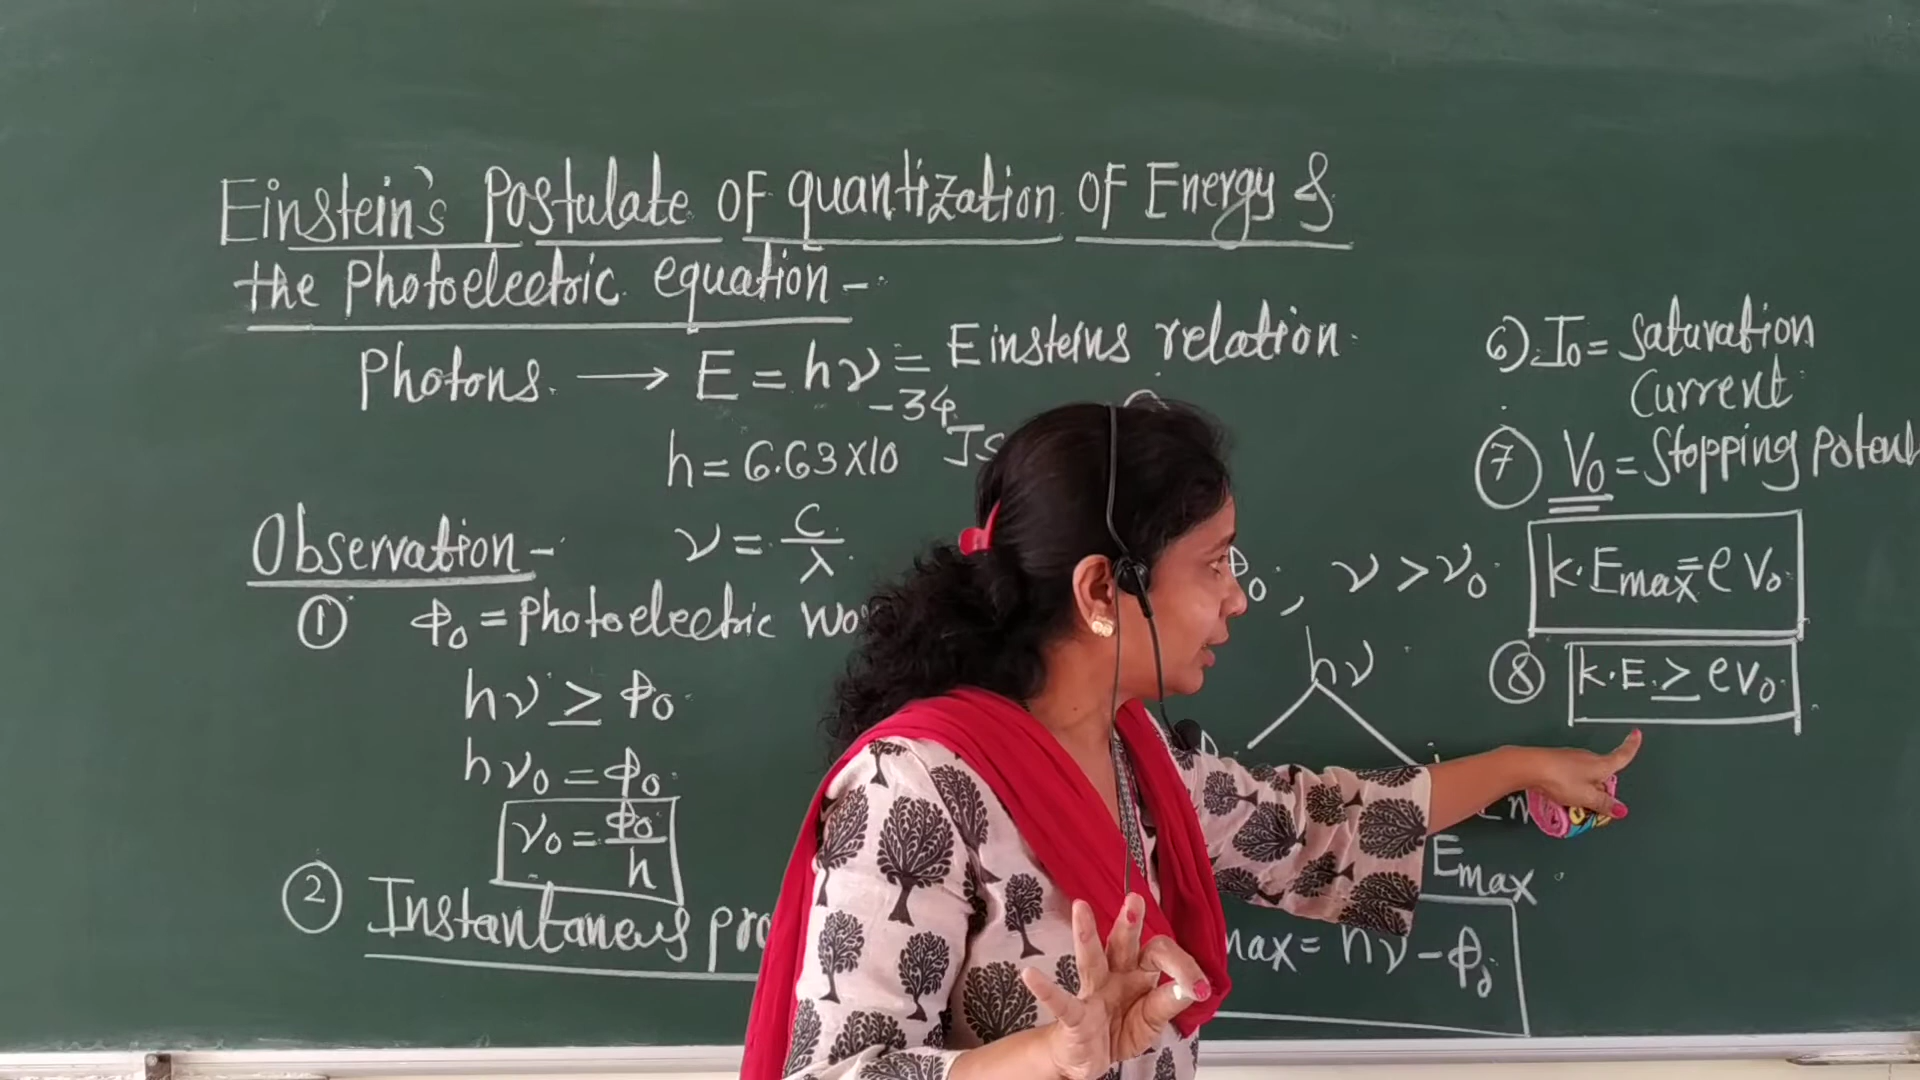 Einstein's Postulate of quantization of Energy &
the Photoelectric equation -
Photons. → E = hν = Einsteins relation
h = 6.63 X 10 -34 JS
Observation - ν = c/λ
① ϕ0 = Photoelectric
hν ≥ ϕ0
hν0 = ϕ0
ν0 = ϕ0/h
② Instantaneous
ϕ0, ν > ν0
hν
Emax
max = hν - ϕ0
6) I0 = Saturation
Current
⑦ V0 = Stopping
K.Emax = eV0
⑧ K.E. ≥ eV0